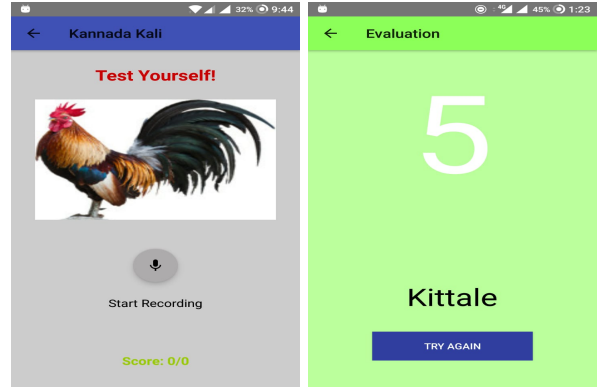 32% 9:44
← Kannada Kali
Test Yourself!
Start Recording
Score: 0/0
4G 45% 1:23
← Evaluation
5
Kittale
TRY AGAIN